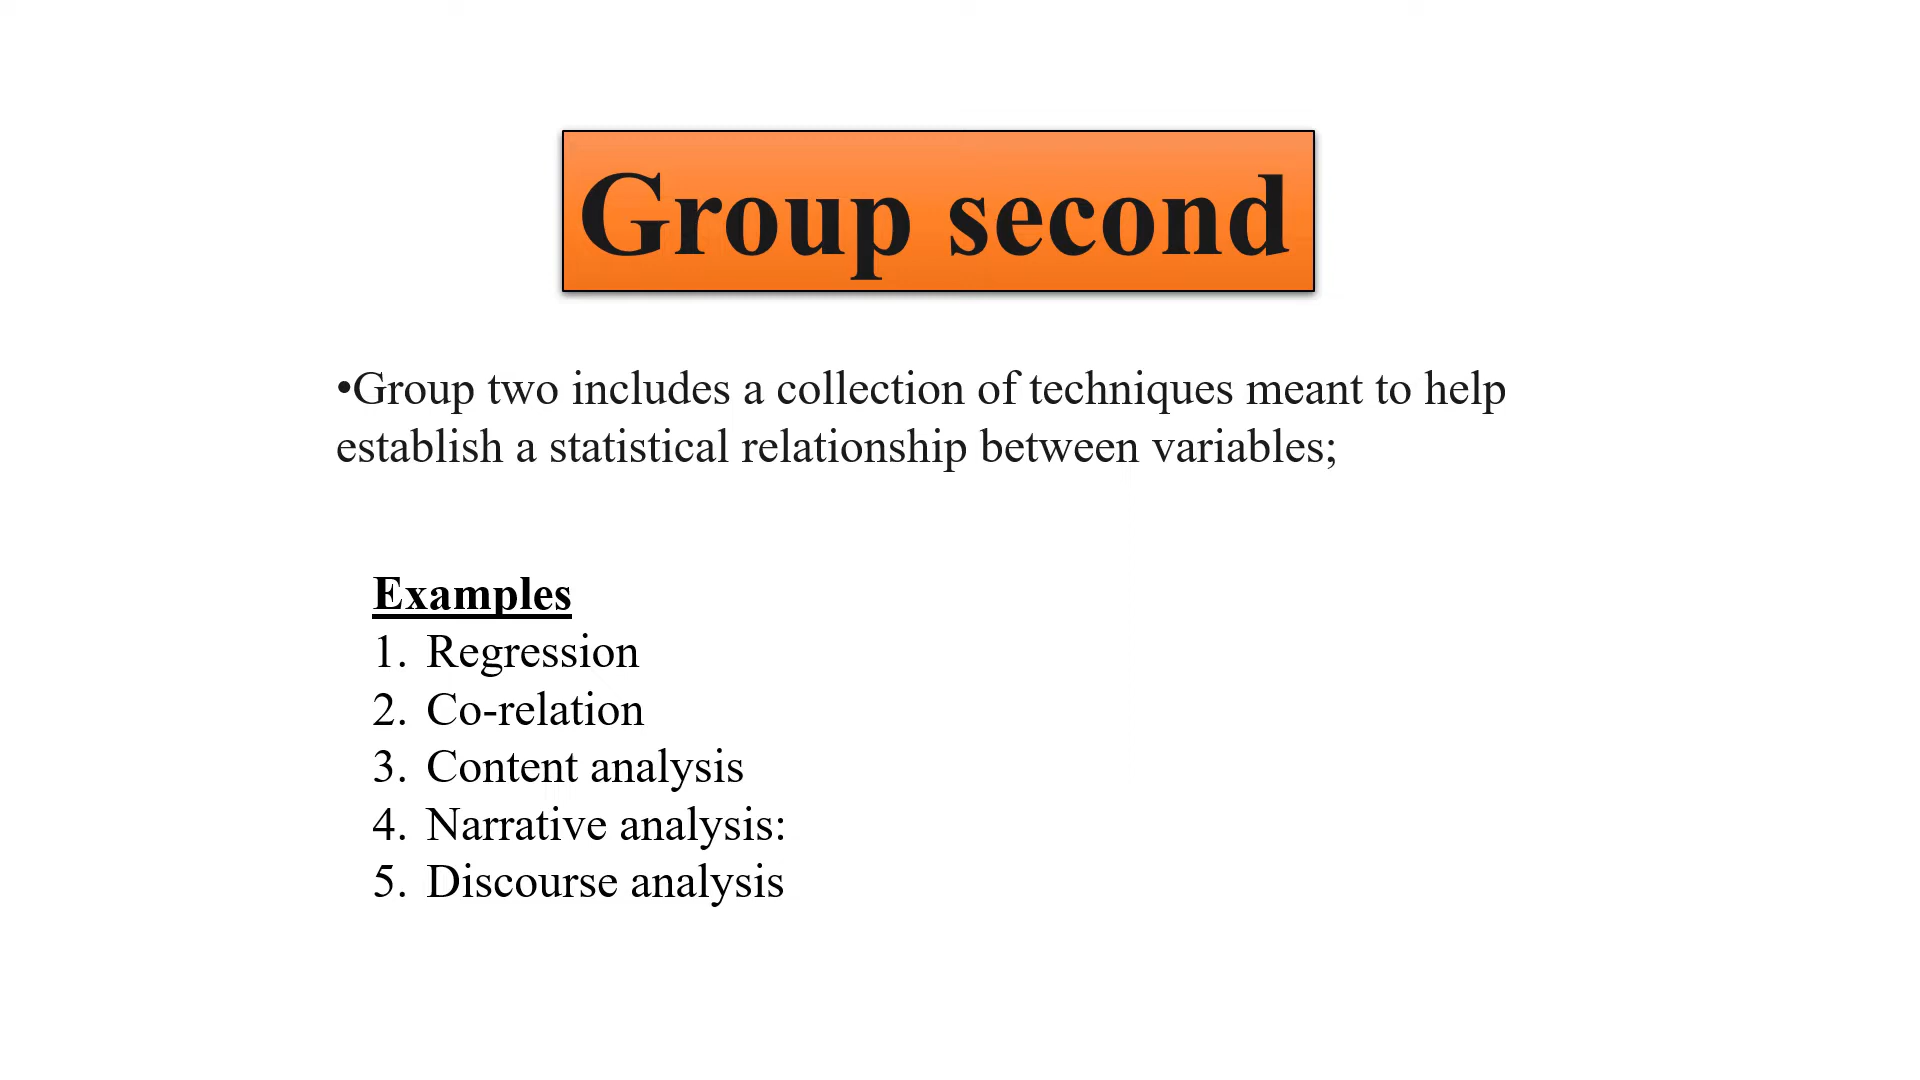 Group second
•Group two includes a collection of techniques meant to help
establish a statistical relationship between variables;
Examples
1. Regression
2. Co-relation
3. Content analysis
4. Narrative analysis:
5. Discourse analysis